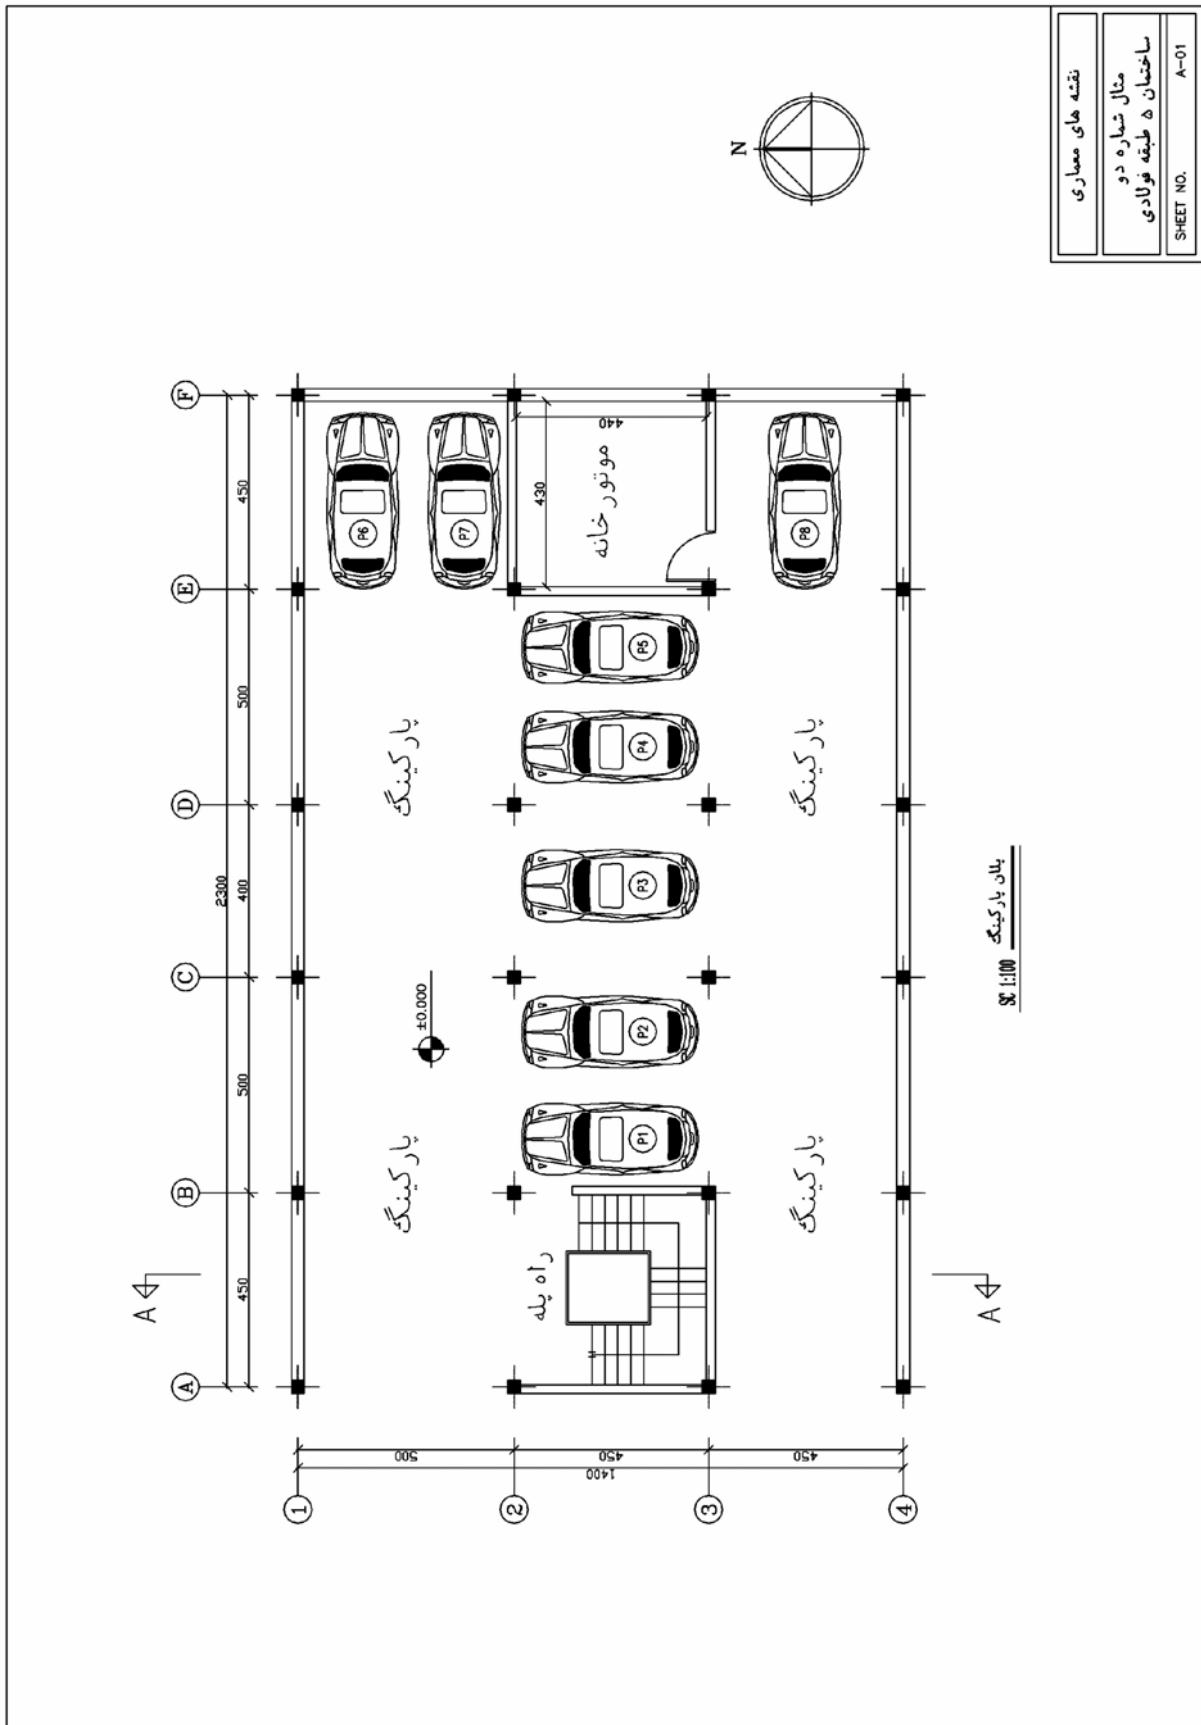 نقشه های معماری
مثال شماره دو
ساختمان ۵ طبقه فولادی
SHEET NO. A-01
N
A
B
C
D
E
F
2300
450
500
400
500
450
1
2
3
4
500
450
450
1400
A
A
±0.000
پارکینگ
پارکینگ
پارکینگ
پارکینگ
راه پله
موتور خانه
430
440
P1
P2
P3
P4
P5
P6
P7
P8
پلان پارکینگ
SC 1:100